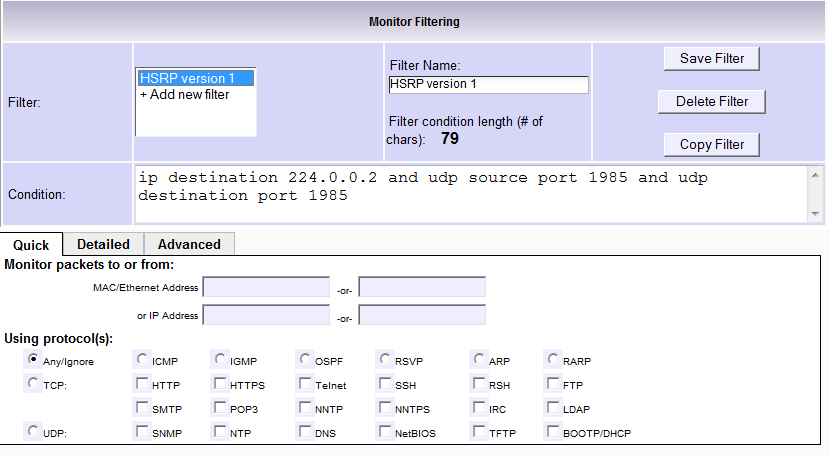 Monitor Filtering
Filter:
HSRP version 1
+ Add new filter
Filter Name:
HSRP version 1
Filter condition length (# of
chars): 79
Save Filter
Delete Filter
Copy Filter
Condition:
ip destination 224.0.0.2 and udp source port 1985 and udp
destination port 1985
Quick Detailed Advanced
Monitor packets to or from:
MAC/Ethernet Address -or-
or IP Address -or-
Using protocol(s):
Any/Ignore ICMP IGMP OSPF RSVP ARP RARP
TCP: HTTP HTTPS Telnet SSH RSH FTP
SMTP POP3 NNTP NNTPS IRC LDAP
UDP: SNMP NTP DNS NetBIOS TFTP BOOTP/DHCP